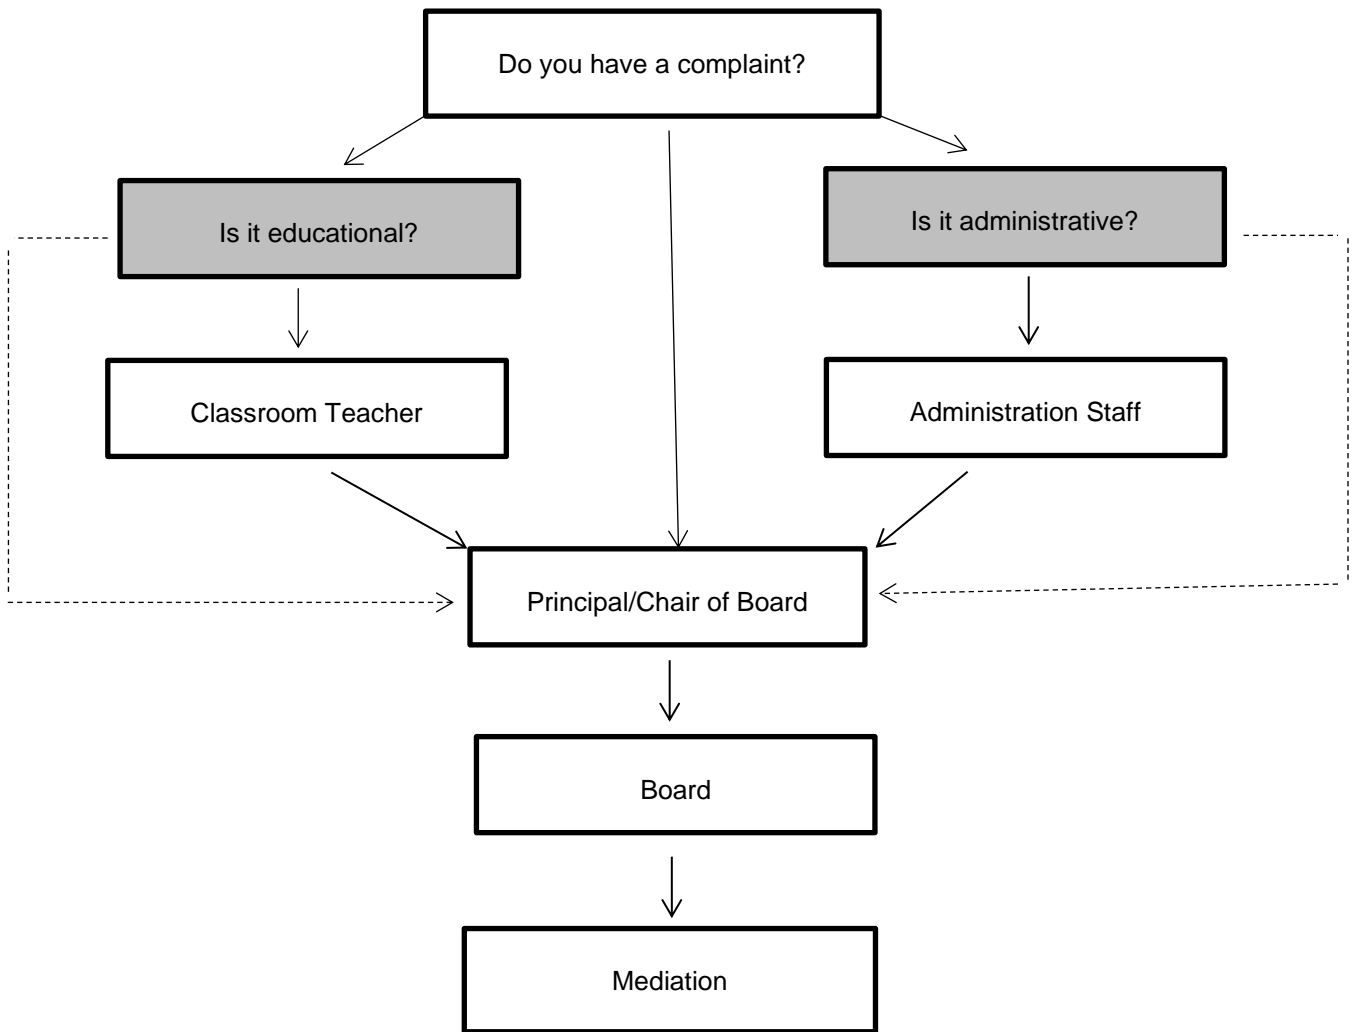 Do you have a complaint?
Is it educational?
Is it administrative?
Classroom Teacher
Administration Staff
Principal/Chair of Board
Board
Mediation